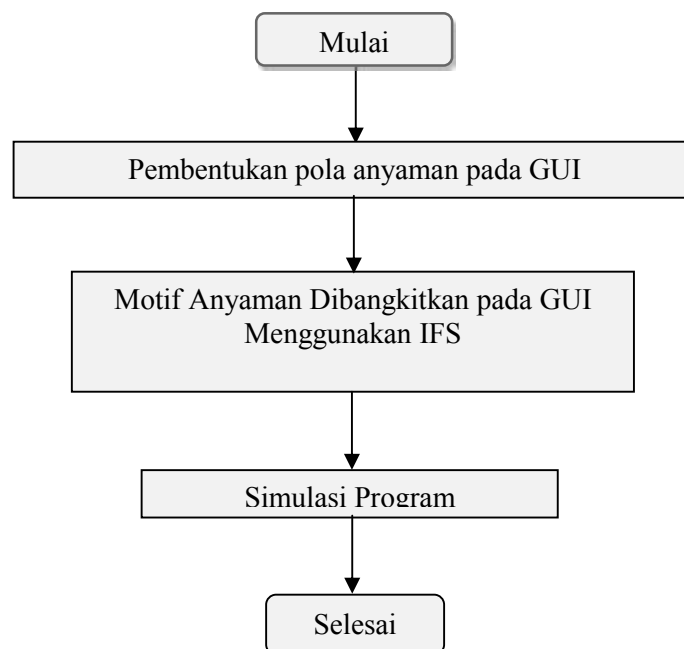 Mulai
Pembentukan pola anyaman pada GUI
Motif Anyaman Dibangkitkan pada GUI
Menggunakan IFS
Simulasi Program
Selesai